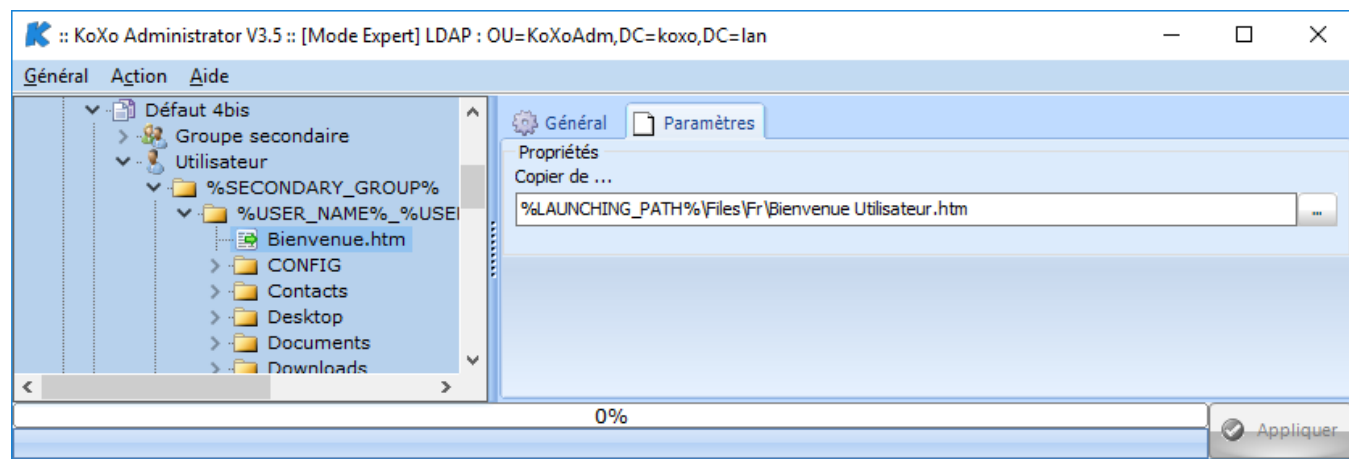 :: KoXo Administrator V3.5 :: [Mode Expert] LDAP : OU=KoXoAdm,DC=koxo,DC=lan
Général Action Aide
Défaut 4bis
Groupe secondaire
Utilisateur
%SECONDARY_GROUP%
%USER_NAME%_%USE
Bienvenue.htm
CONFIG
Contacts
Desktop
Documents
Downloads
Général Paramètres
Propriétés
Copier de ...
%LAUNCHING_PATH%\Files\Fr\Bienvenue Utilisateur.htm
...
0%
Appliquer